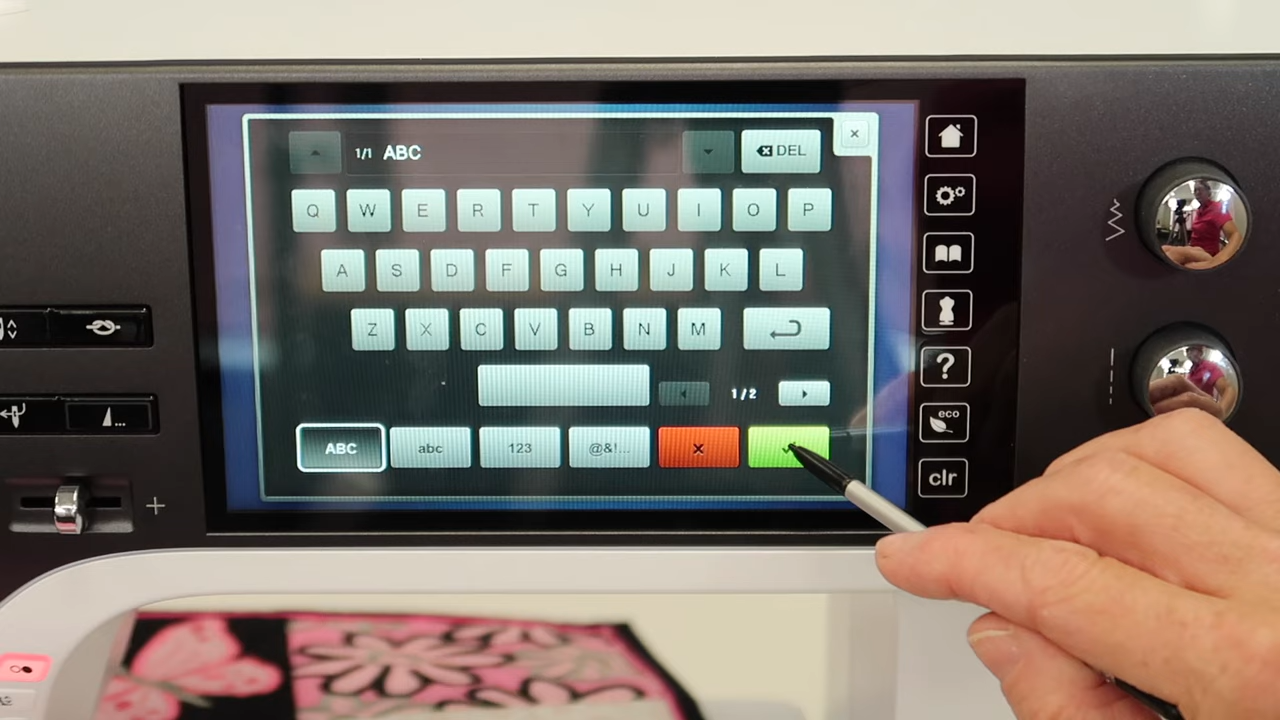 1/1 ABC DEL
Q W E R T Y U I O P
A S D F G H J K L
Z X C V B N M
1/2
ABC abc 123 @&!...
?
eco
clr